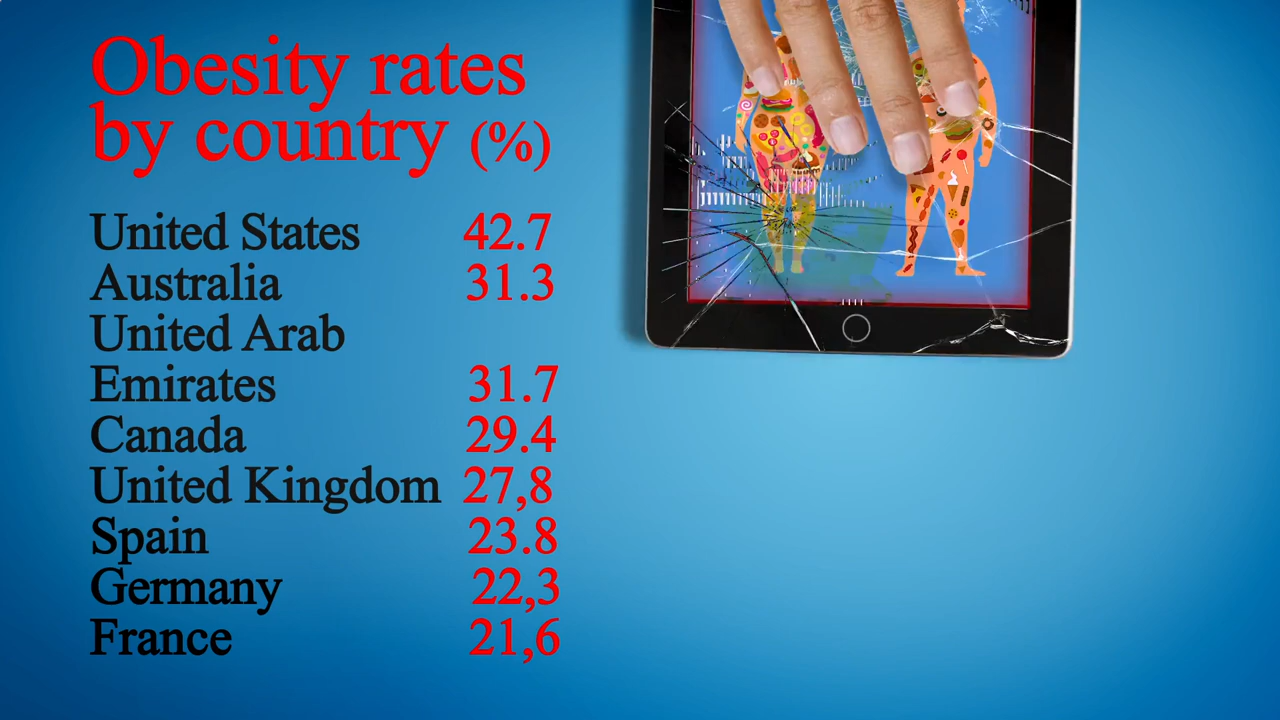 Obesity rates
by country (%)
United States 42.7
Australia 31.3
United Arab
Emirates 31.7
Canada 29.4
United Kingdom 27,8
Spain 23.8
Germany 22,3
France 21,6